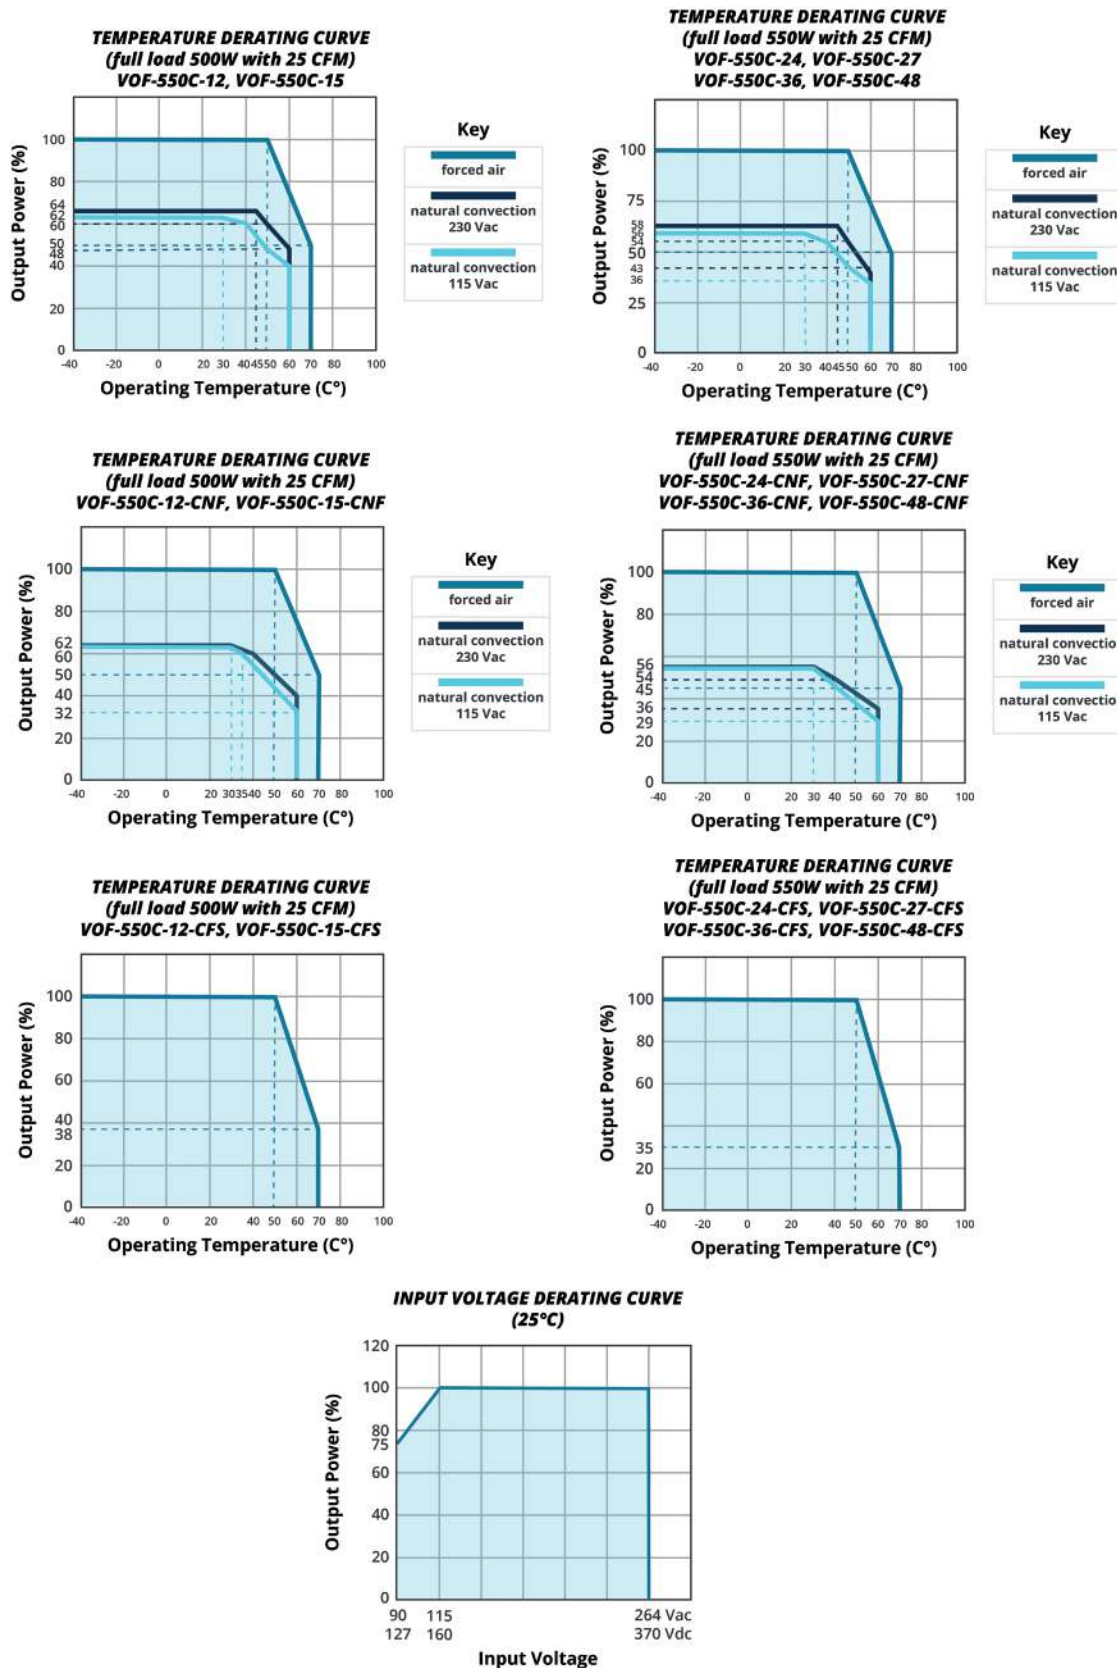 TEMPERATURE DERATING CURVE
(full load 500W with 25 CFM)
VOF-550C-12, VOF-550C-15
Output Power (%)
100
80
64
62
60
50
48
40
20
0
-40 -20 0 20 30 40 45 50 60 70 80 100
Operating Temperature (C°)
Key
forced air
natural convection
230 Vac
natural convection
115 Vac
TEMPERATURE DERATING CURVE
(full load 550W with 25 CFM)
VOF-550C-24, VOF-550C-27
VOF-550C-36, VOF-550C-48
Output Power (%)
100
75
58
56
54
50
43
36
25
0
-40 -20 0 20 30 40 45 50 60 70 80 100
Operating Temperature (C°)
Key
forced air
natural convection
230 Vac
natural convection
115 Vac
TEMPERATURE DERATING CURVE
(full load 500W with 25 CFM)
VOF-550C-12-CNF, VOF-550C-15-CNF
Output Power (%)
100
80
62
60
50
40
32
20
0
-40 -20 0 20 30 35 40 50 60 70 80 100
Operating Temperature (C°)
Key
forced air
natural convection
230 Vac
natural convection
115 Vac
TEMPERATURE DERATING CURVE
(full load 550W with 25 CFM)
VOF-550C-24-CNF, VOF-550C-27-CNF
VOF-550C-36-CNF, VOF-550C-48-CNF
Output Power (%)
100
80
56
54
45
36
29
20
0
-40 -20 0 20 30 40 50 60 70 80 100
Operating Temperature (C°)
Key
forced air
natural convectio
230 Vac
natural convectio
115 Vac
TEMPERATURE DERATING CURVE
(full load 500W with 25 CFM)
VOF-550C-12-CFS, VOF-550C-15-CFS
Output Power (%)
100
80
60
40
38
20
0
-40 -20 0 20 40 50 60 70 80 100
Operating Temperature (C°)
TEMPERATURE DERATING CURVE
(full load 550W with 25 CFM)
VOF-550C-24-CFS, VOF-550C-27-CFS
VOF-550C-36-CFS, VOF-550C-48-CFS
Output Power (%)
100
80
60
35
20
0
-40 -20 0 20 40 50 60 70 80 100
Operating Temperature (C°)
INPUT VOLTAGE DERATING CURVE
(25°C)
Output Power (%)
120
100
80
75
60
40
20
0
90 115 264 Vac
127 160 370 Vdc
Input Voltage